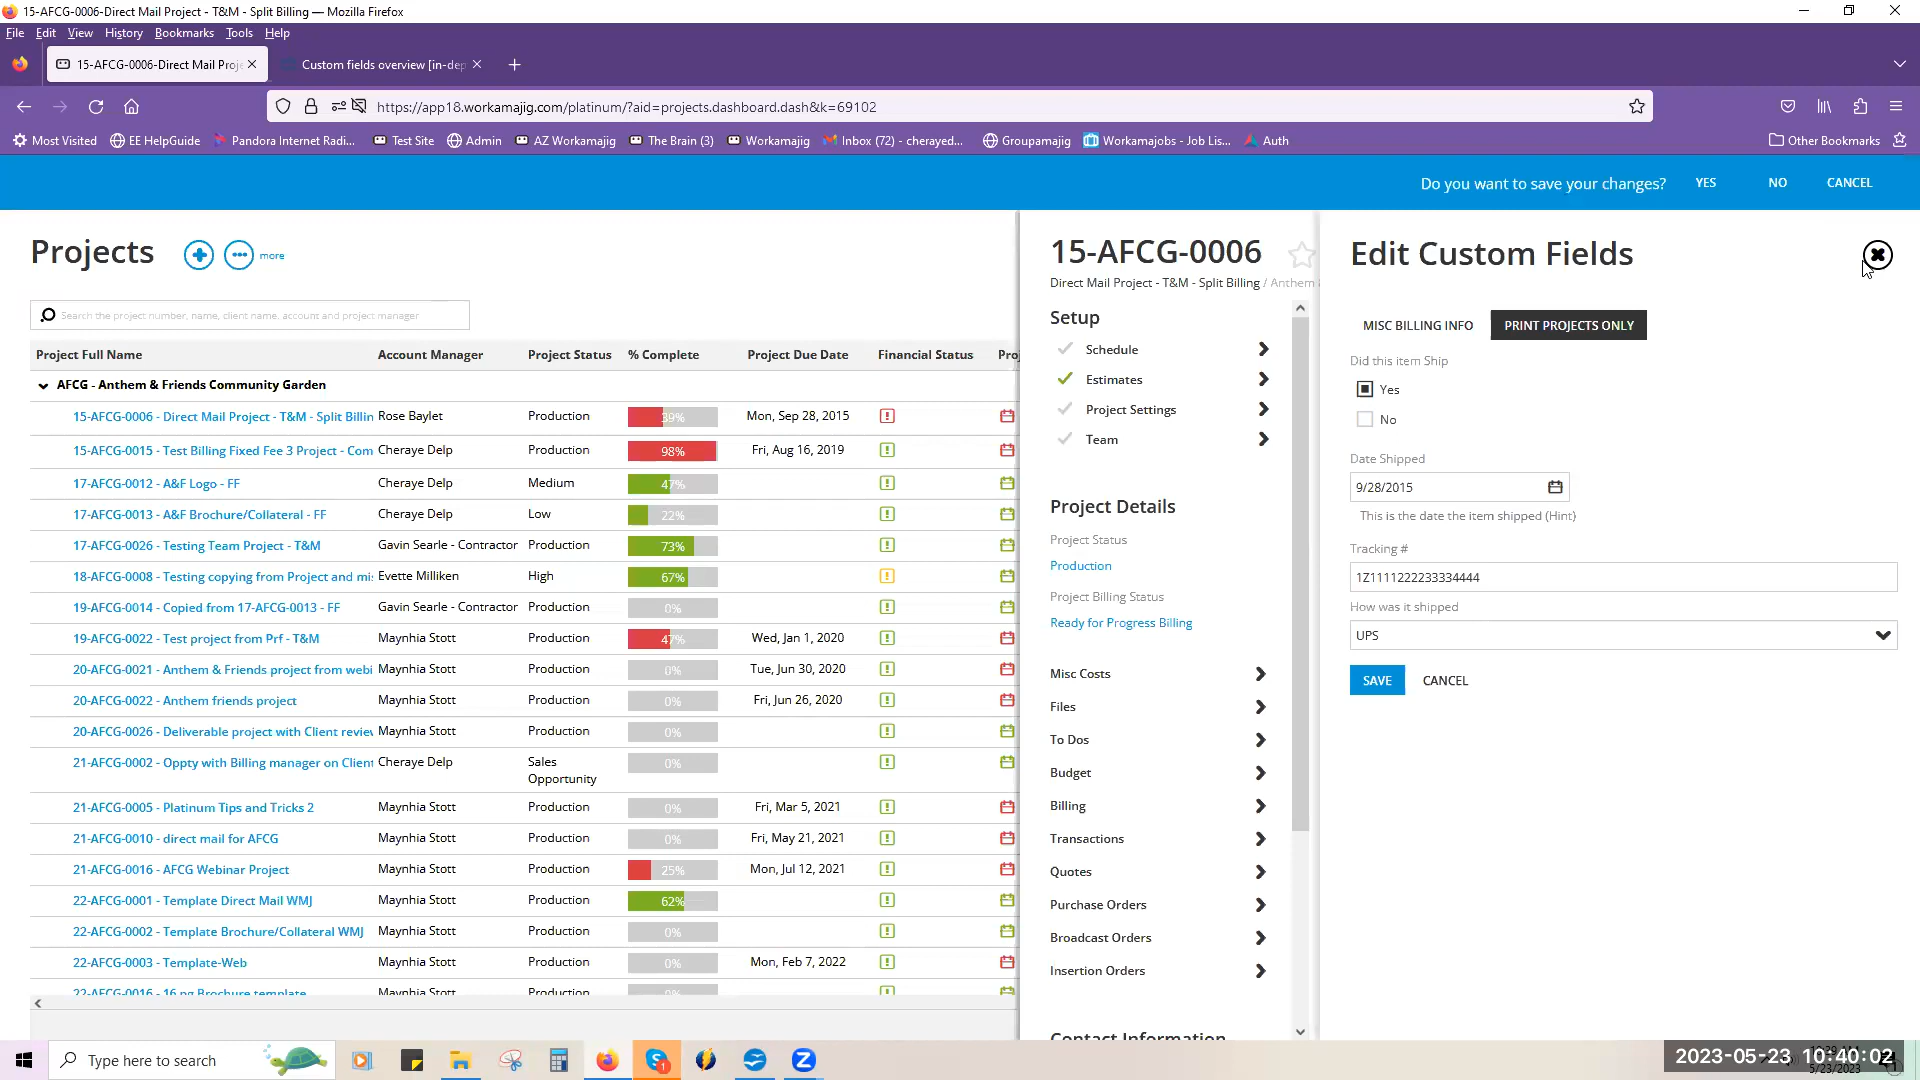 15-AFCG-0006-Direct Mail Project - T&M - Split Billing — Mozilla Firefox
File Edit View History Bookmarks Tools Help
15-AFCG-0006-Direct Mail Proje
Custom fields overview [in-dep
https://app18.workamajig.com/platinum/?aid=projects.dashboard.dash&k=69102
Most Visited EE HelpGuide Pandora Internet Radi... Test Site Admin AZ Workamajig The Brain (3) Workamajig Inbox (72) - cherayed... Groupamajig Workamajobs - Job Lis... Auth Other Bookmarks
Do you want to save your changes? YES NO CANCEL
Projects more
Search the project number, name, client name, account and project manager
Project Full Name Account Manager Project Status % Complete Project Due Date Financial Status Proj
AFCG - Anthem & Friends Community Garden
15-AFCG-0006 - Direct Mail Project - T&M - Split Billin Rose Baylet Production 39% Mon, Sep 28, 2015
15-AFCG-0015 - Test Billing Fixed Fee 3 Project - Com Cheraye Delp Production 98% Fri, Aug 16, 2019
17-AFCG-0012 - A&F Logo - FF Cheraye Delp Medium 47%
17-AFCG-0013 - A&F Brochure/Collateral - FF Cheraye Delp Low 22%
17-AFCG-0026 - Testing Team Project - T&M Gavin Searle - Contractor Production 73%
18-AFCG-0008 - Testing copying from Project and mi Evette Milliken High 67%
19-AFCG-0014 - Copied from 17-AFCG-0013 - FF Gavin Searle - Contractor Production 0%
19-AFCG-0022 - Test project from Prf - T&M Maynhia Stott Production 47% Wed, Jan 1, 2020
20-AFCG-0021 - Anthem & Friends project from webi Maynhia Stott Production 0% Tue, Jun 30, 2020
20-AFCG-0022 - Anthem friends project Maynhia Stott Production 0% Fri, Jun 26, 2020
20-AFCG-0026 - Deliverable project with Client review Maynhia Stott Production 0%
21-AFCG-0002 - Oppty with Billing manager on Client Cheraye Delp Sales Opportunity 0%
21-AFCG-0005 - Platinum Tips and Tricks 2 Maynhia Stott Production 0% Fri, Mar 5, 2021
21-AFCG-0010 - direct mail for AFCG Maynhia Stott Production 0% Fri, May 21, 2021
21-AFCG-0016 - AFCG Webinar Project Maynhia Stott Production 25% Mon, Jul 12, 2021
22-AFCG-0001 - Template Direct Mail WMJ Maynhia Stott Production 62%
22-AFCG-0002 - Template Brochure/Collateral WMJ Maynhia Stott Production 0%
22-AFCG-0003 - Template-Web Maynhia Stott Production 0% Mon, Feb 7, 2022
22-AFCG-0016 - 16 pg Brochure template Maynhia Stott Production 0%
15-AFCG-0006
Direct Mail Project - T&M - Split Billing / Anthem
Setup
Schedule
Estimates
Project Settings
Team
Project Details
Project Status
Production
Project Billing Status
Ready for Progress Billing
Misc Costs
Files
To Dos
Budget
Billing
Transactions
Quotes
Purchase Orders
Broadcast Orders
Insertion Orders
Contact Information
Edit Custom Fields
MISC BILLING INFO PRINT PROJECTS ONLY
Did this item Ship
Yes
No
Date Shipped
9/28/2015
This is the date the item shipped (Hint)
Tracking #
1Z1111222233334444
How was it shipped
UPS
SAVE CANCEL
Type here to search
2023-05-23 10:40:02
5/23/2023